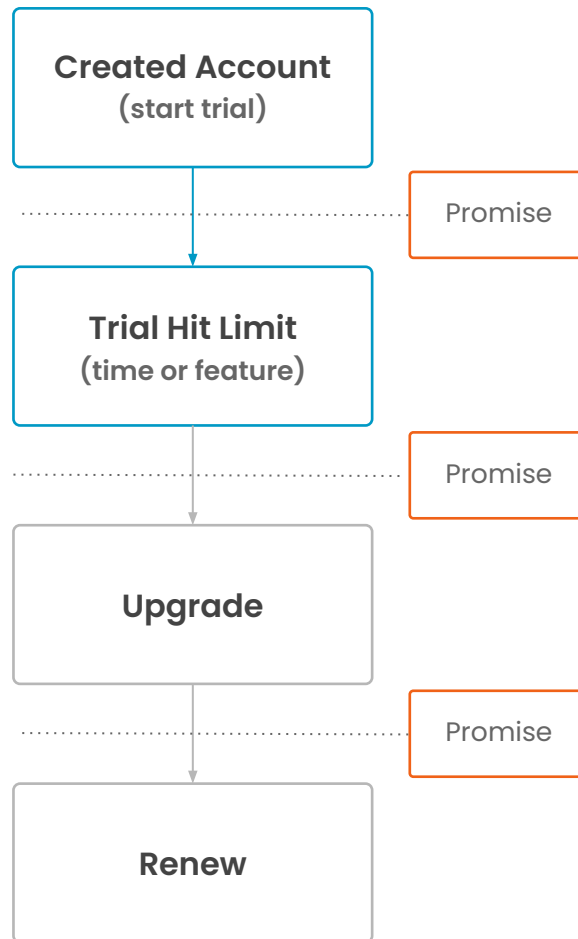 Created Account
(start trial)
Promise
Trial Hit Limit
(time or feature)
Promise
Upgrade
Promise
Renew